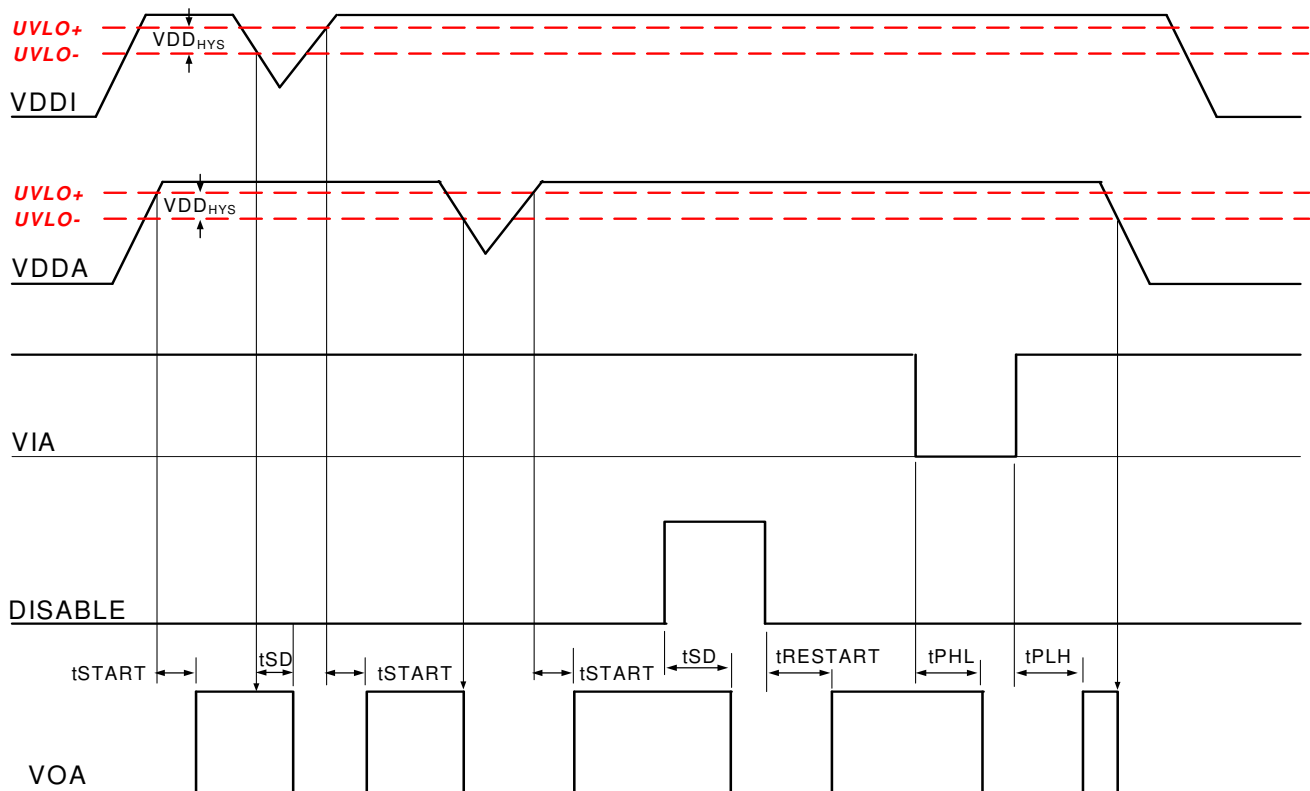 UVLO+
VDDHYS
UVLO-
VDDI
UVLO+
VDDHYS
UVLO-
VDDA
VIA
DISABLE
tSTART
tSD
tSTART
tSTART
tSD
tRESTART
tPHL
tPLH
VOA